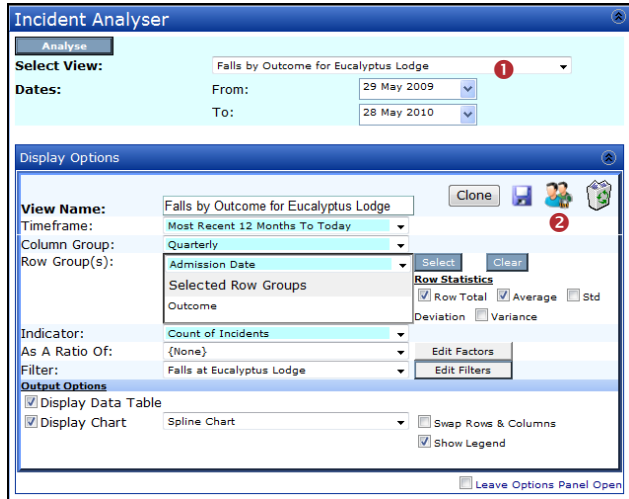 Incident Analyser
Analyse
Select View: Falls by Outcome for Eucalyptus Lodge 1
Dates: From: 29 May 2009
To: 28 May 2010
Display Options
View Name: Falls by Outcome for Eucalyptus Lodge Clone
2
Timeframe: Most Recent 12 Months To Today
Column Group: Quarterly
Row Group(s): Admission Date Select Clear
Selected Row Groups Row Statistics
Row Total Average Std
Outcome Deviation Variance
Indicator: Count of Incidents
As A Ratio Of: {None} Edit Factors
Filter: Falls at Eucalyptus Lodge Edit Filters
Output Options
Display Data Table
Display Chart Spline Chart Swap Rows & Columns
Show Legend
Leave Options Panel Open